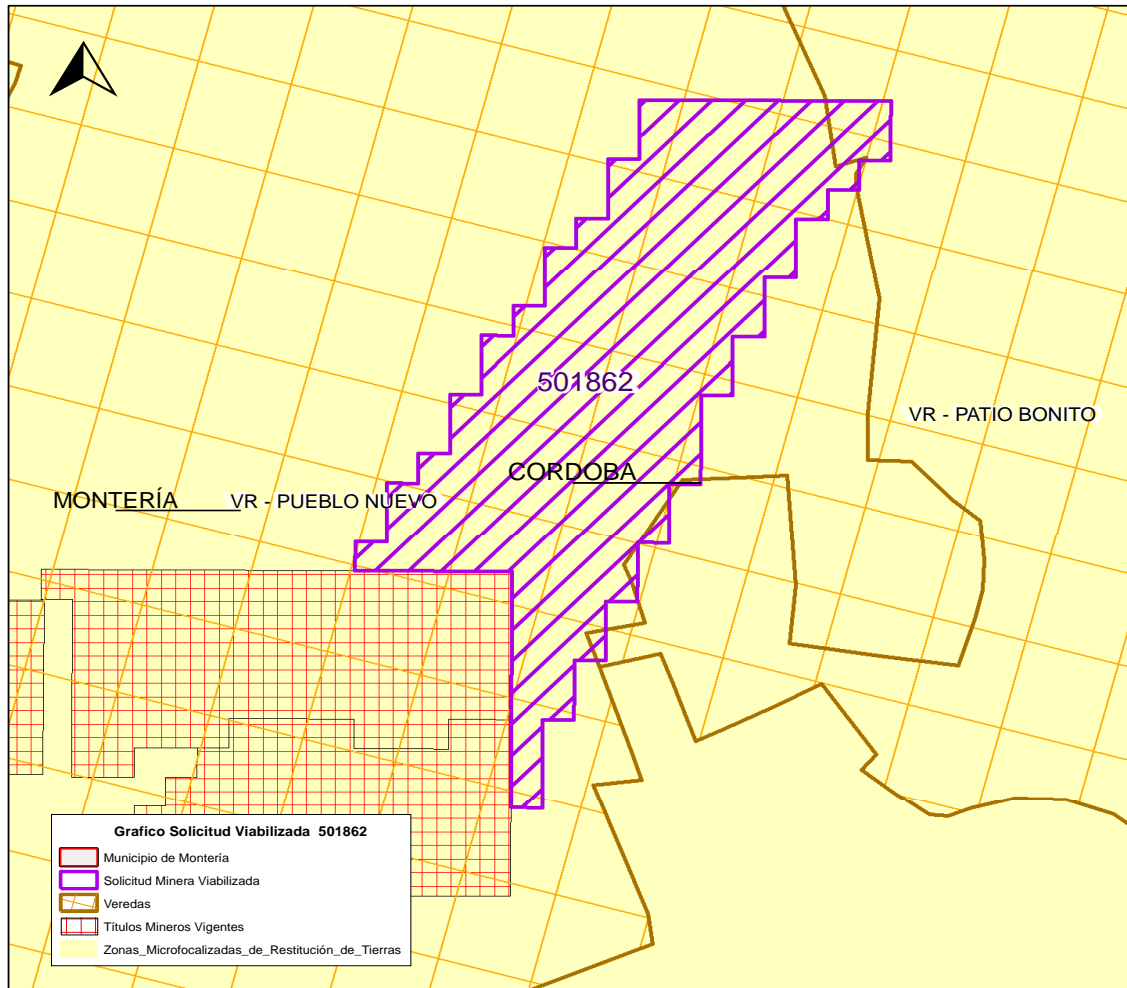 501862
VR - PATIO BONITO
CORDOBA
MONTERÍA
VR - PUEBLO NUEVO
Grafico Solicitud Viabilizada 501862
Municipio de Montería
Solicitud Minera Viabilizada
Veredas
Títulos Mineros Vigentes
Zonas_Microfocalizadas_de_Restitución_de_Tierras